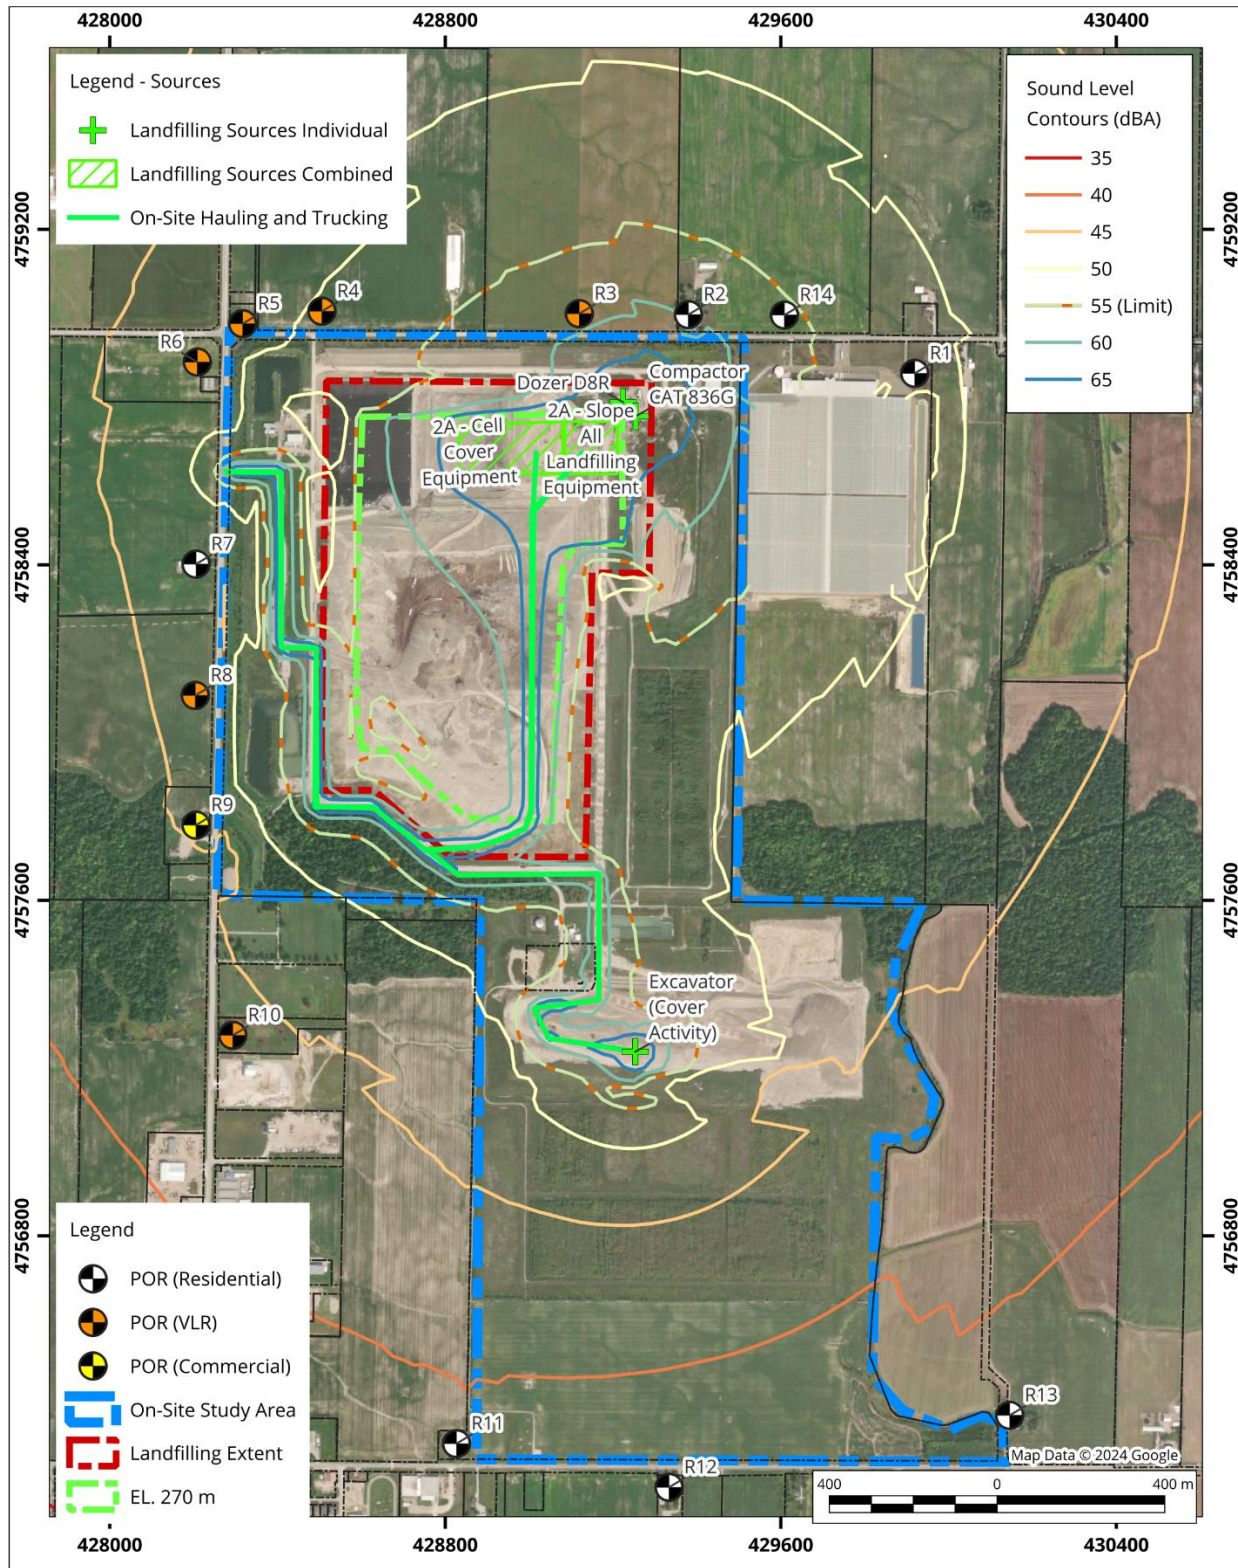 428000
428800
429600
430400
Legend - Sources
Landfilling Sources Individual
Landfilling Sources Combined
On-Site Hauling and Trucking
Sound Level
Contours (dBA)
35
40
45
50
55 (Limit)
60
65
4759200
4759200
R5
R4
R3
R2
R14
R6
R1
Dozer D8R
Compactor
CAT 836G
2A - Cell
Cover
Equipment
2A - Slope
All
Landfilling
Equipment
4758400
4758400
R7
R8
R9
4757600
4757600
Excavator
(Cover
Activity)
R10
4756800
4756800
Legend
POR (Residential)
POR (VLR)
POR (Commercial)
On-Site Study Area
Landfilling Extent
EL. 270 m
R11
R12
R13
Map Data © 2024 Google
400
0
400 m
428000
428800
429600
430400